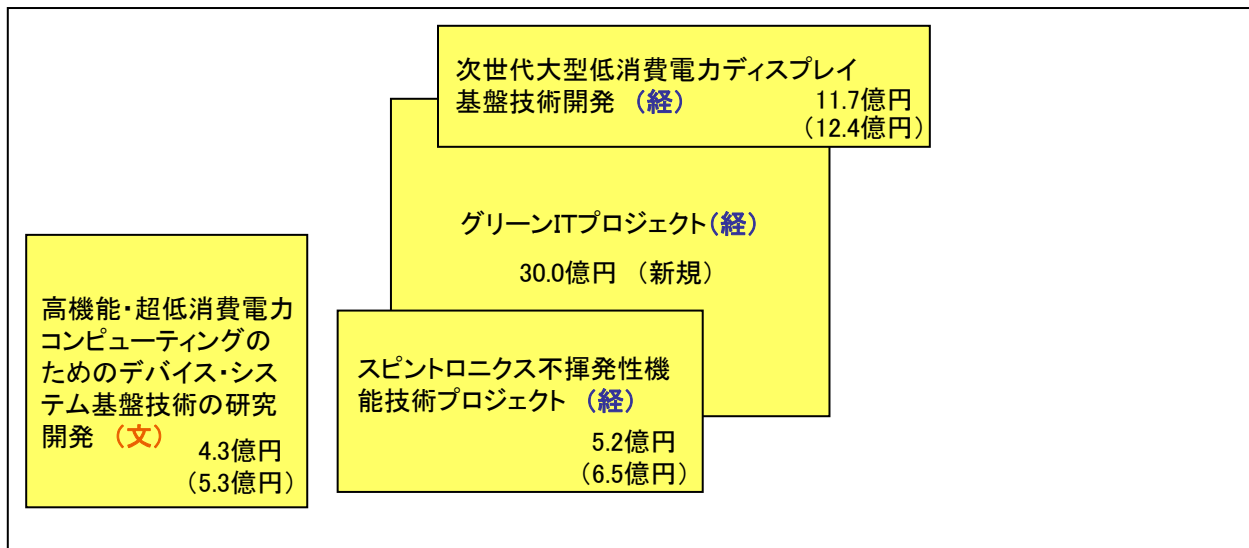 次世代大型低消費電力ディスプレイ
基盤技術開発 (経)
11.7億円
(12.4億円)
グリーンITプロジェクト(経)
30.0億円 (新規)
高機能・超低消費電力
コンピューティングの
ためのデバイス・シス
テム基盤技術の研究
開発 (文)
4.3億円
(5.3億円)
スピントロニクス不揮発性機
能技術プロジェクト (経)
5.2億円
(6.5億円)